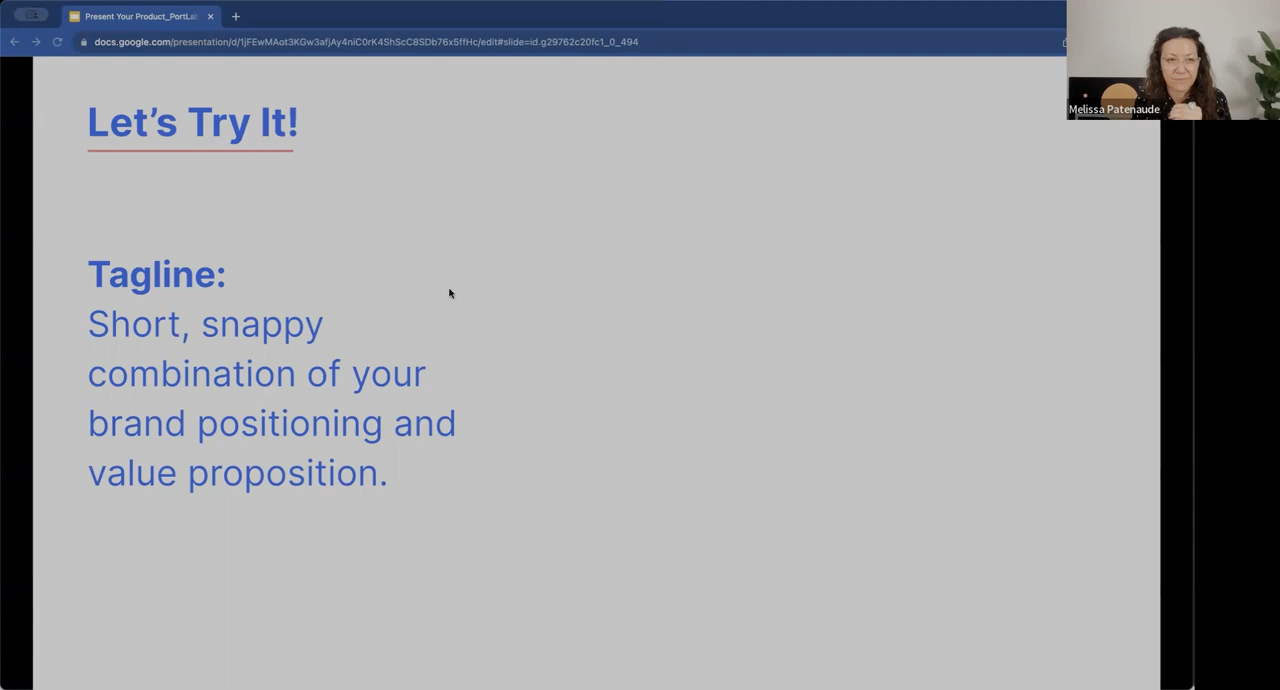 Present Your Product_PortLa
docs.google.com/presentation/d/1jFEwMAot3KGw3afjAy4niC0rK4ShScC8SDb76x5ffHc/edit#slide=id.g29762c20fc1_0_494
Melissa Patenaude
Let's Try It!
Tagline:
Short, snappy
combination of your
brand positioning and
value proposition.